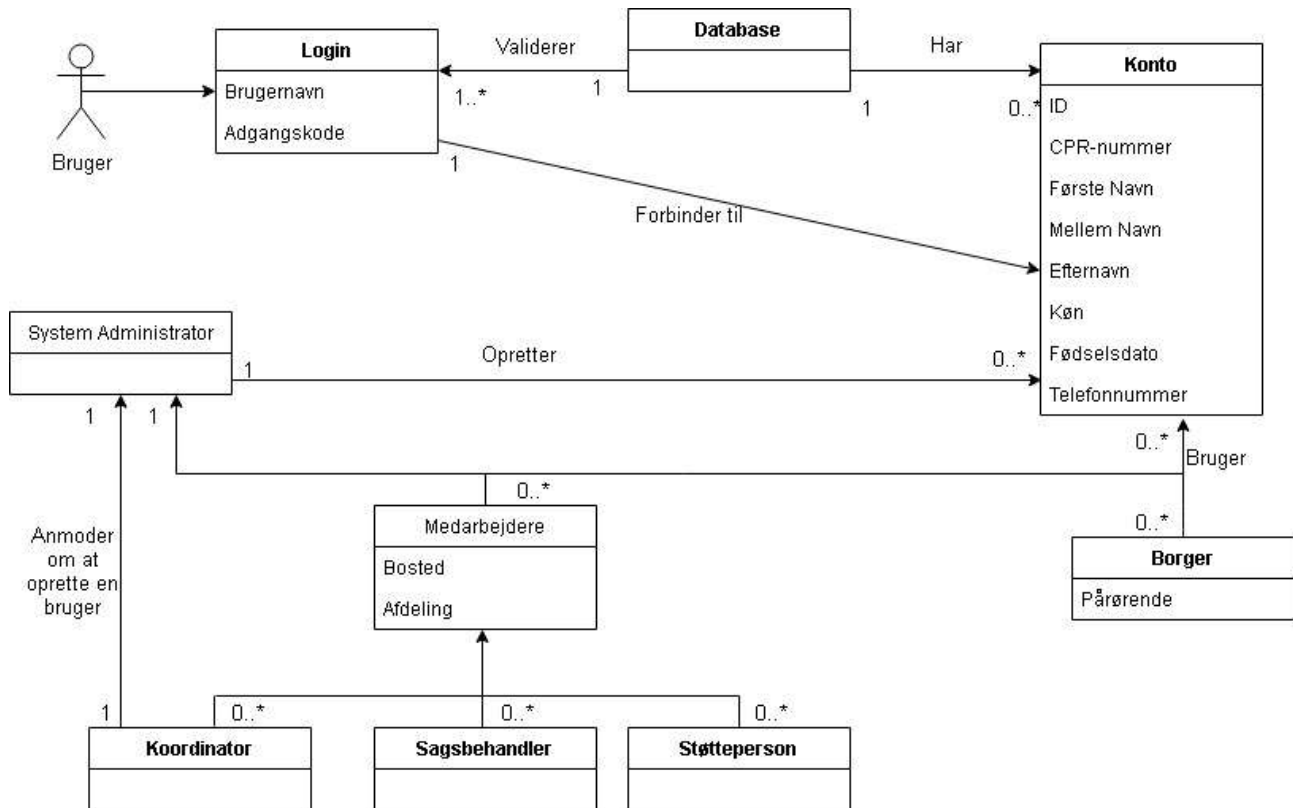 Login
Brugernavn
Adgangskode
Bruger
Validerer
1..*
1
Database
Har
1
0..*
Konto
ID
CPR-nummer
Første Navn
Mellem Navn
Efternavn
Køn
Fødselsdato
Telefonnummer
1
Forbinder til
System Administrator
1
Opretter
0..*
1
1
0..*
Bruger
0..*
0..*
Medarbejdere
Bosted
Afdeling
Borger
Pårørende
Anmoder
om at
oprette en
bruger
1
0..*
0..*
0..*
Koordinator
Sagsbehandler
Støtteperson